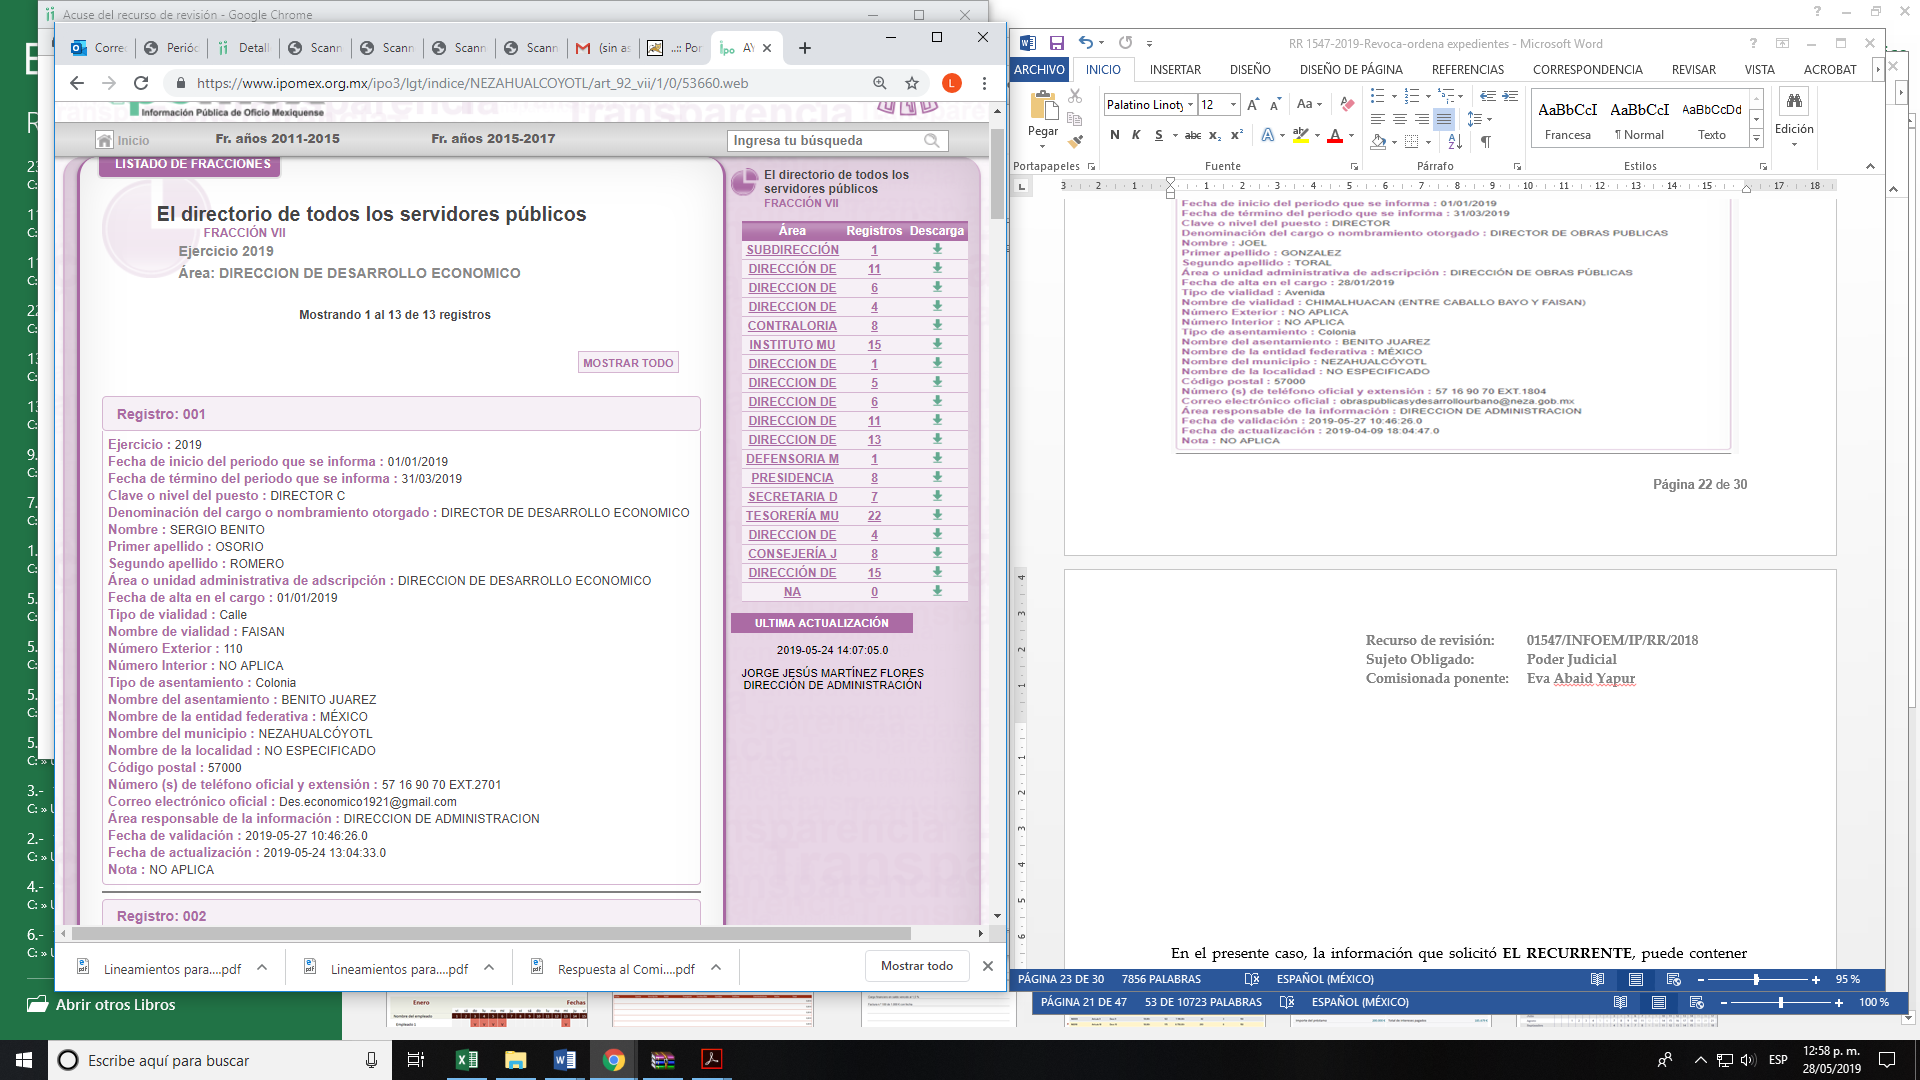 Acuse del recurso de revisión - Google Chrome
Correc
Periód
Detall
Scann
Scann
Scann
Scann
(sin as
..:: Por
AY
https://www.ipomex.org.mx/ipo3/lgt/indice/NEZAHUALCOYOTL/art_92_vii/1/0/53660.web
L
Información Pública de Oficio Mexiquense
Inicio
Fr. años 2011-2015
Fr. años 2015-2017
Ingresa tu búsqueda
LISTADO DE FRACCIONES
El directorio de todos los servidores públicos
FRACCIÓN VII
Ejercicio 2019
Área: DIRECCION DE DESARROLLO ECONOMICO
Mostrando 1 al 13 de 13 registros
MOSTRAR TODO
Registro: 001
Ejercicio : 2019
Fecha de inicio del periodo que se informa : 01/01/2019
Fecha de término del periodo que se informa : 31/03/2019
Clave o nivel del puesto : DIRECTOR C
Denominación del cargo o nombramiento otorgado : DIRECTOR DE DESARROLLO ECONOMICO
Nombre : SERGIO BENITO
Primer apellido : OSORIO
Segundo apellido : ROMERO
Área o unidad administrativa de adscripción : DIRECCION DE DESARROLLO ECONOMICO
Fecha de alta en el cargo : 01/01/2019
Tipo de vialidad : Calle
Nombre de vialidad : FAISAN
Número Exterior : 110
Número Interior : NO APLICA
Tipo de asentamiento : Colonia
Nombre del asentamiento : BENITO JUAREZ
Nombre de la entidad federativa : MÉXICO
Nombre del municipio : NEZAHUALCÓYOTL
Nombre de la localidad : NO ESPECIFICADO
Código postal : 57000
Número (s) de teléfono oficial y extensión : 57 16 90 70 EXT.2701
Correo electrónico oficial : Des.economico1921@gmail.com
Área responsable de la información : DIRECCION DE ADMINISTRACION
Fecha de validación : 2019-05-27 10:46:26.0
Fecha de actualización : 2019-05-24 13:04:33.0
Nota : NO APLICA
Registro: 002
El directorio de todos los
servidores públicos
FRACCIÓN VII
Área Registros Descarga
SUBDIRECCIÓN 1
DIRECCIÓN DE 11
DIRECCION DE 6
DIRECCION DE 4
CONTRALORIA 8
INSTITUTO MU 15
DIRECCION DE 1
DIRECCION DE 5
DIRECCION DE 6
DIRECCION DE 11
DIRECCION DE 13
DEFENSORIA M 1
PRESIDENCIA 8
SECRETARIA D 7
TESORERÍA MU 22
DIRECCION DE 4
CONSEJERÍA J 8
DIRECCIÓN DE 15
NA 0
ULTIMA ACTUALIZACIÓN
2019-05-24 14:07:05.0
JORGE JESÚS MARTÍNEZ FLORES
DIRECCIÓN DE ADMINISTRACIÓN
Lineamientos para....pdf
Lineamientos para....pdf
Respuesta al Comi....pdf
Mostrar todo
RR 1547-2019-Revoca-ordena expedientes - Microsoft Word
ARCHIVO INICIO INSERTAR DISEÑO DISEÑO DE PÁGINA REFERENCIAS CORRESPONDENCIA REVISAR VISTA ACROBAT
Pegar
Palatino Linoty 12
N K S abc x₂ x²
AaBbCcI AaBbCcI AaBbCcDd
Francesa ¶ Normal Texto
Edición
Portapapeles Fuente Párrafo Estilos
Fecha de inicio del periodo que se informa : 01/01/2019
Fecha de término del periodo que se informa : 31/03/2019
Clave o nivel del puesto : DIRECTOR
Denominación del cargo o nombramiento otorgado : DIRECTOR DE OBRAS PUBLICAS
Nombre : JOEL
Primer apellido : GONZALEZ
Segundo apellido : TORAL
Área o unidad administrativa de adscripción : DIRECCIÓN DE OBRAS PÚBLICAS
Fecha de alta en el cargo : 28/01/2019
Tipo de vialidad : Avenida
Nombre de vialidad : CHIMALHUACAN (ENTRE CABALLO BAYO Y FAISAN)
Número Exterior : NO APLICA
Número Interior : NO APLICA
Tipo de asentamiento : Colonia
Nombre del asentamiento : BENITO JUAREZ
Nombre de la entidad federativa : MÉXICO
Nombre del municipio : NEZAHUALCÓYOTL
Nombre de la localidad : NO ESPECIFICADO
Código postal : 57000
Número (s) de teléfono oficial y extensión : 57 16 90 70 EXT.1804
Correo electrónico oficial : obraspublicasydesarrollourbano@neza.gob.mx
Área responsable de la información : DIRECCION DE ADMINISTRACION
Fecha de validación : 2019-05-27 10:46:26.0
Fecha de actualización : 2019-04-09 18:04:47.0
Nota : NO APLICA
Página 22 de 30
Recurso de revisión: 01547/INFOEM/IP/RR/2018
Sujeto Obligado: Poder Judicial
Comisionada ponente: Eva Abaid Yapur
En el presente caso, la información que solicitó EL RECURRENTE, puede contener
PÁGINA 23 DE 30 7856 PALABRAS ESPAÑOL (MÉXICO) 95 %
PÁGINA 21 DE 47 53 DE 10723 PALABRAS ESPAÑOL (MÉXICO) 100 %
Abrir otros Libros
Enero
Fechas
Escribe aquí para buscar
ESP
12:58 p. m.
28/05/2019